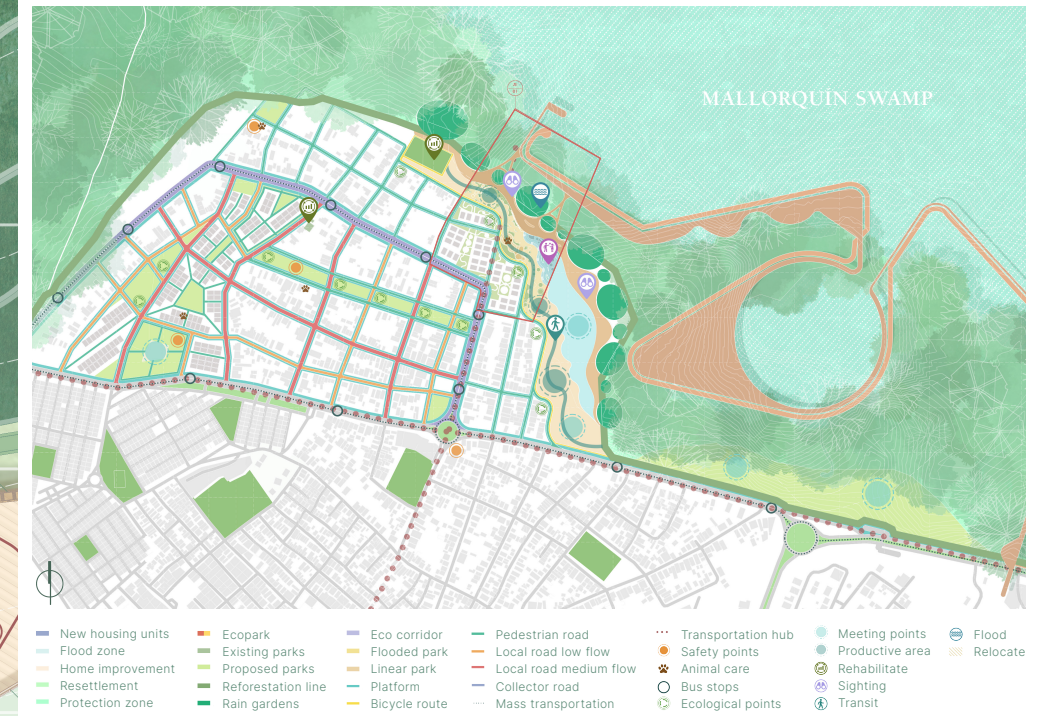 MALLORQUÍN SWAMP
New housing units
Flood zone
Home improvement
Resettlement
Protection zone
Ecopark
Existing parks
Proposed parks
Reforestation line
Rain gardens
Eco corridor
Flooded park
Linear park
Platform
Bicycle route
Pedestrian road
Local road low flow
Local road medium flow
Collector road
Mass transportation
Transportation hub
Safety points
Animal care
Bus stops
Ecological points
Meeting points
Productive area
Rehabilitate
Sighting
Transit
Flood
Relocate